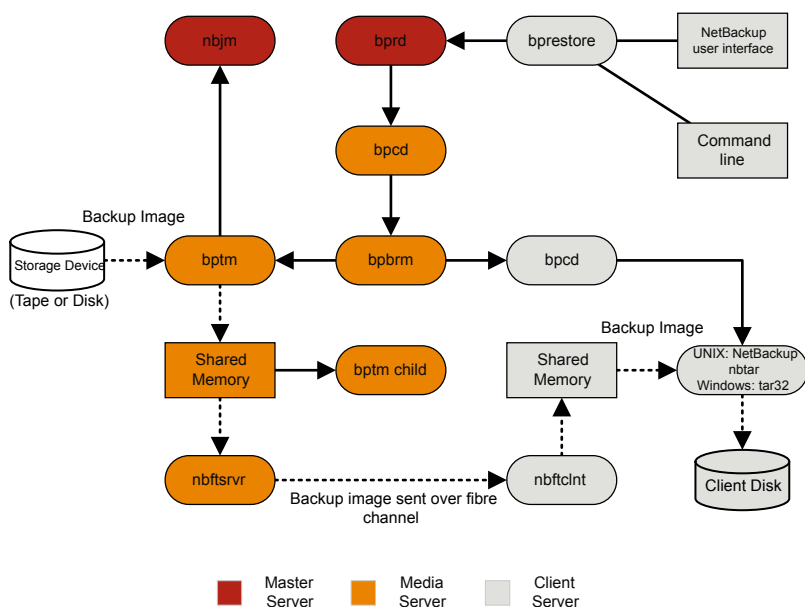 nbjm
bprd
bprestore
NetBackup
user interface
Command
line
bpcd
Backup Image
Storage Device
(Tape or Disk)
bptm
bpbrm
bpcd
Backup Image
Shared
Memory
bptm child
Shared
Memory
UNIX: NetBackup
nbtar
Windows: tar32
nbftsrvr
Backup image sent over fibre
channel
nbftclnt
Client Disk
Master
Server
Media
Server
Client
Server